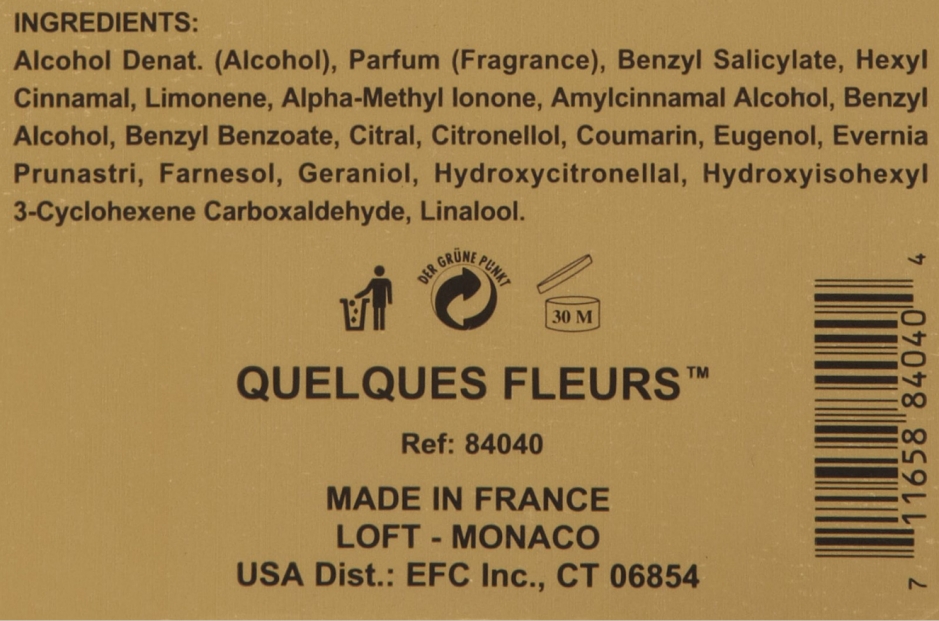 INGREDIENTS:
Alcohol Denat. (Alcohol), Parfum (Fragrance), Benzyl Salicylate, Hexyl
Cinnamal, Limonene, Alpha-Methyl Ionone, Amylcinnamal Alcohol, Benzyl
Alcohol, Benzyl Benzoate, Citral, Citronellol, Coumarin, Eugenol, Evernia
Prunastri, Farnesol, Geraniol, Hydroxycitronellal, Hydroxyisohexyl
3-Cyclohexene Carboxaldehyde, Linalool.
DER GRÜNE PUNKT
30 M
QUELQUES FLEURS™
Ref: 84040
MADE IN FRANCE
LOFT - MONACO
USA Dist.: EFC Inc., CT 06854
7 11658 84040 4